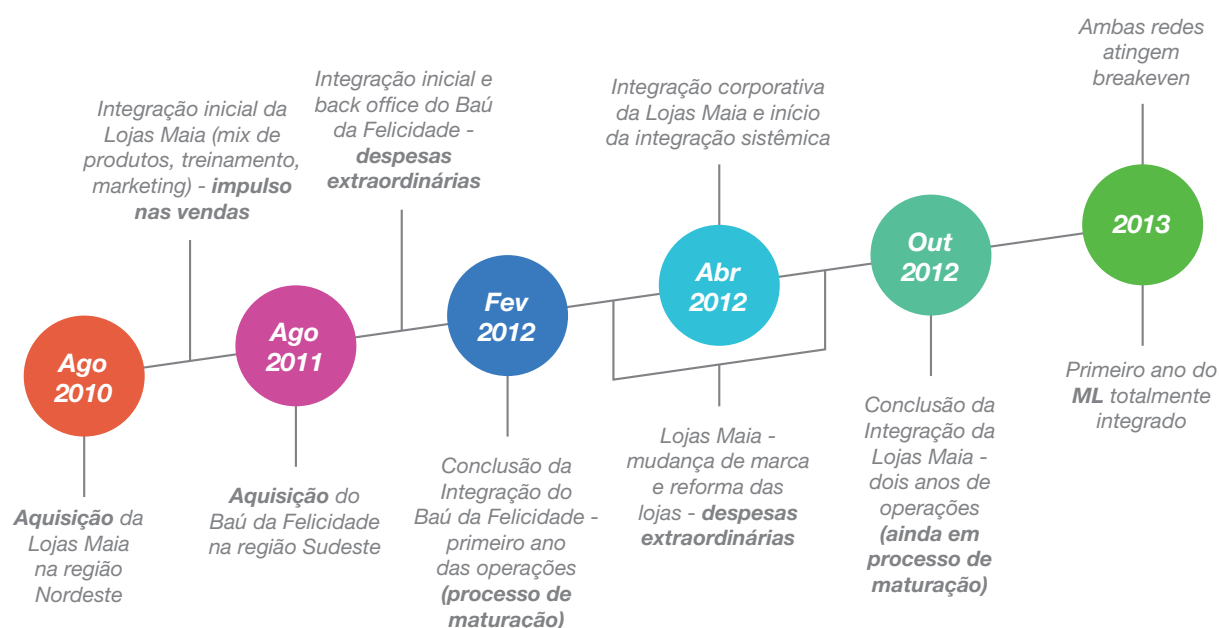 Ago
2010
Aquisição da
Lojas Maia
na região
Nordeste
Integração inicial da
Lojas Maia (mix de
produtos, treinamento,
marketing) - impulso
nas vendas
Ago
2011
Aquisição do
Baú da Felicidade
na região Sudeste
Integração inicial e
back office do Baú
da Felicidade -
despesas
extraordinárias
Fev
2012
Conclusão da
Integração do
Baú da Felicidade -
primeiro ano
das operações
(processo de
maturação)
Integração corporativa
da Lojas Maia e início
da integração sistêmica
Abr
2012
Lojas Maia -
mudança de marca
e reforma das
lojas - despesas
extraordinárias
Out
2012
Conclusão da
Integração da
Lojas Maia -
dois anos de
operações
(ainda em
processo de
maturação)
Ambas redes
atingem
breakeven
2013
Primeiro ano do
ML totalmente
integrado